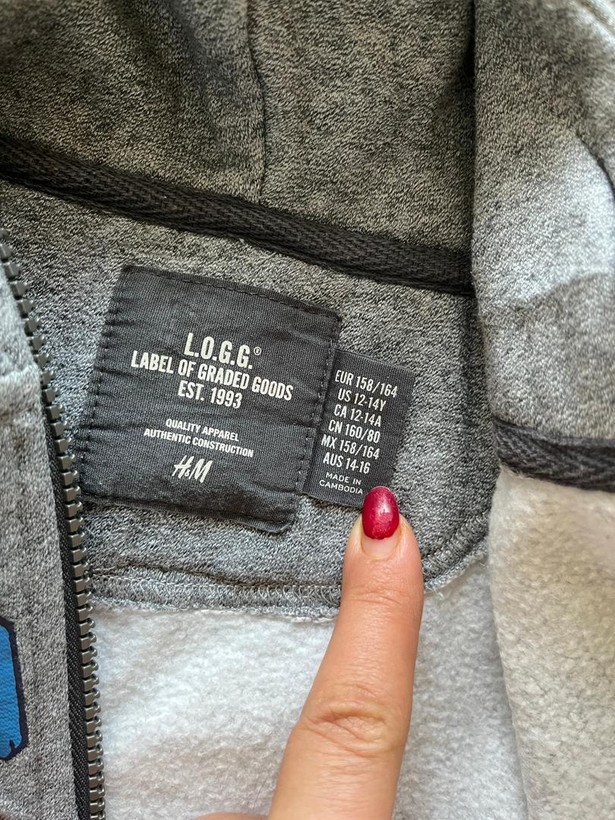 L.O.G.G.®
LABEL OF GRADED GOODS
EST. 1993
QUALITY APPAREL
AUTHENTIC CONSTRUCTION
H&M
EUR 158/164
US 12-14Y
CA 12-14A
CN 160/80
MX 158/164
AUS 14-16
MADE IN
CAMBODIA